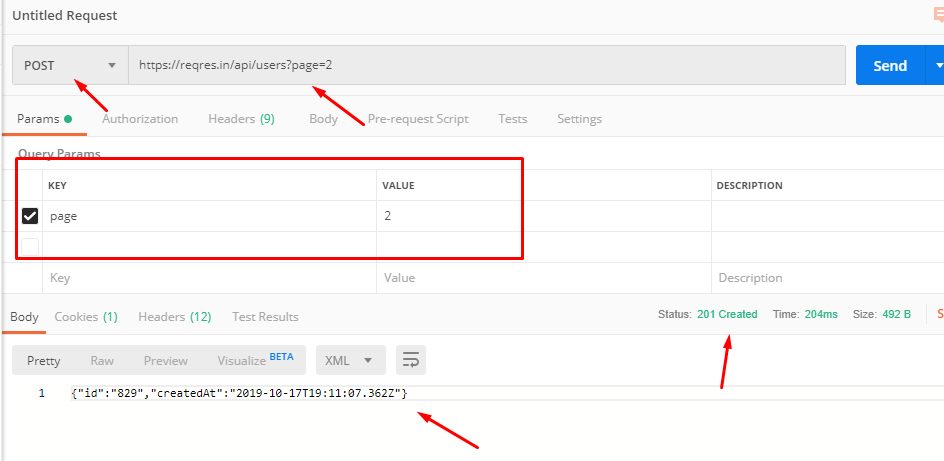 Untitled Request
POST https://reqres.in/api/users?page=2 Send
Params Authorization Headers (9) Body Pre-request Script Tests Settings
Query Params
KEY VALUE DESCRIPTION
page 2
Key Value Description
Body Cookies (1) Headers (12) Test Results Status: 201 Created Time: 204ms Size: 492 B S
Pretty Raw Preview Visualize BETA XML
1 {"id":"829","createdAt":"2019-10-17T19:11:07.362Z"}